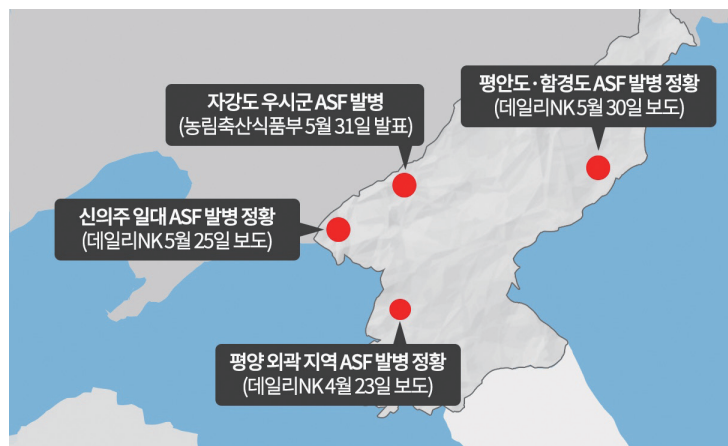 평안도·함경도 ASF 발병 정황
(데일리NK 5월 30일 보도)
자강도 우시군 ASF 발병
(농림축산식품부 5월 31일 발표)
신의주 일대 ASF 발병 정황
(데일리NK 5월 25일 보도)
평양 외곽 지역 ASF 발병 정황
(데일리NK 4월 23일 보도)